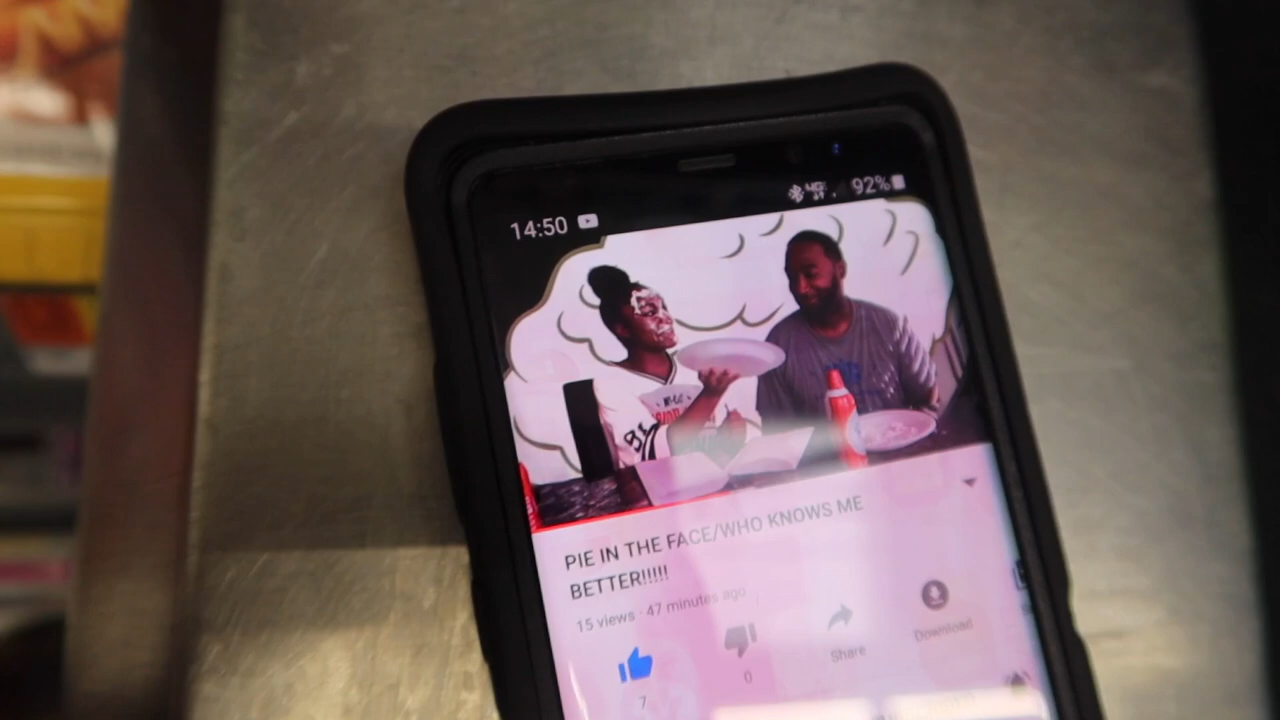 14:50 92%
PIE IN THE FACE/WHO KNOWS ME
BETTER!!!!!
15 views · 47 minutes ago
7
0
Share
Download